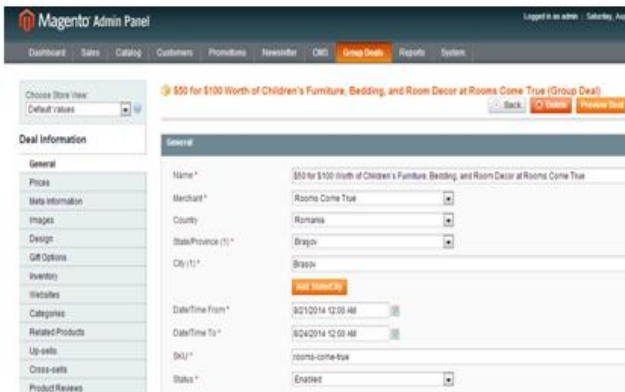 Magento Admin Panel
Logged in as admin | Saturday, Aug
Dashboard Sales Catalog Customers Promotions Newsletter CMS Group Deals Reports System
Choose Store View:
Default Values
Deal Information
General
Prices
Meta Information
Images
Design
Gift Options
Inventory
Websites
Categories
Related Products
Up-sells
Cross-sells
Product Reviews
$50 for $100 Worth of Children's Furniture, Bedding, and Room Decor at Rooms Come True (Group Deal)
Back Delete Preview Deal
General
Name * $50 for $100 Worth of Children's Furniture, Bedding, and Room Decor at Rooms Come True
Merchant * Rooms Come True
Country Romania
State/Province (1) * Braşov
City (1) * Brasov
Add State/City
Date/Time From * 8/21/2014 12:00 AM
Date/Time To * 8/24/2014 12:00 AM
SKU * rooms-come-true
Status * Enabled